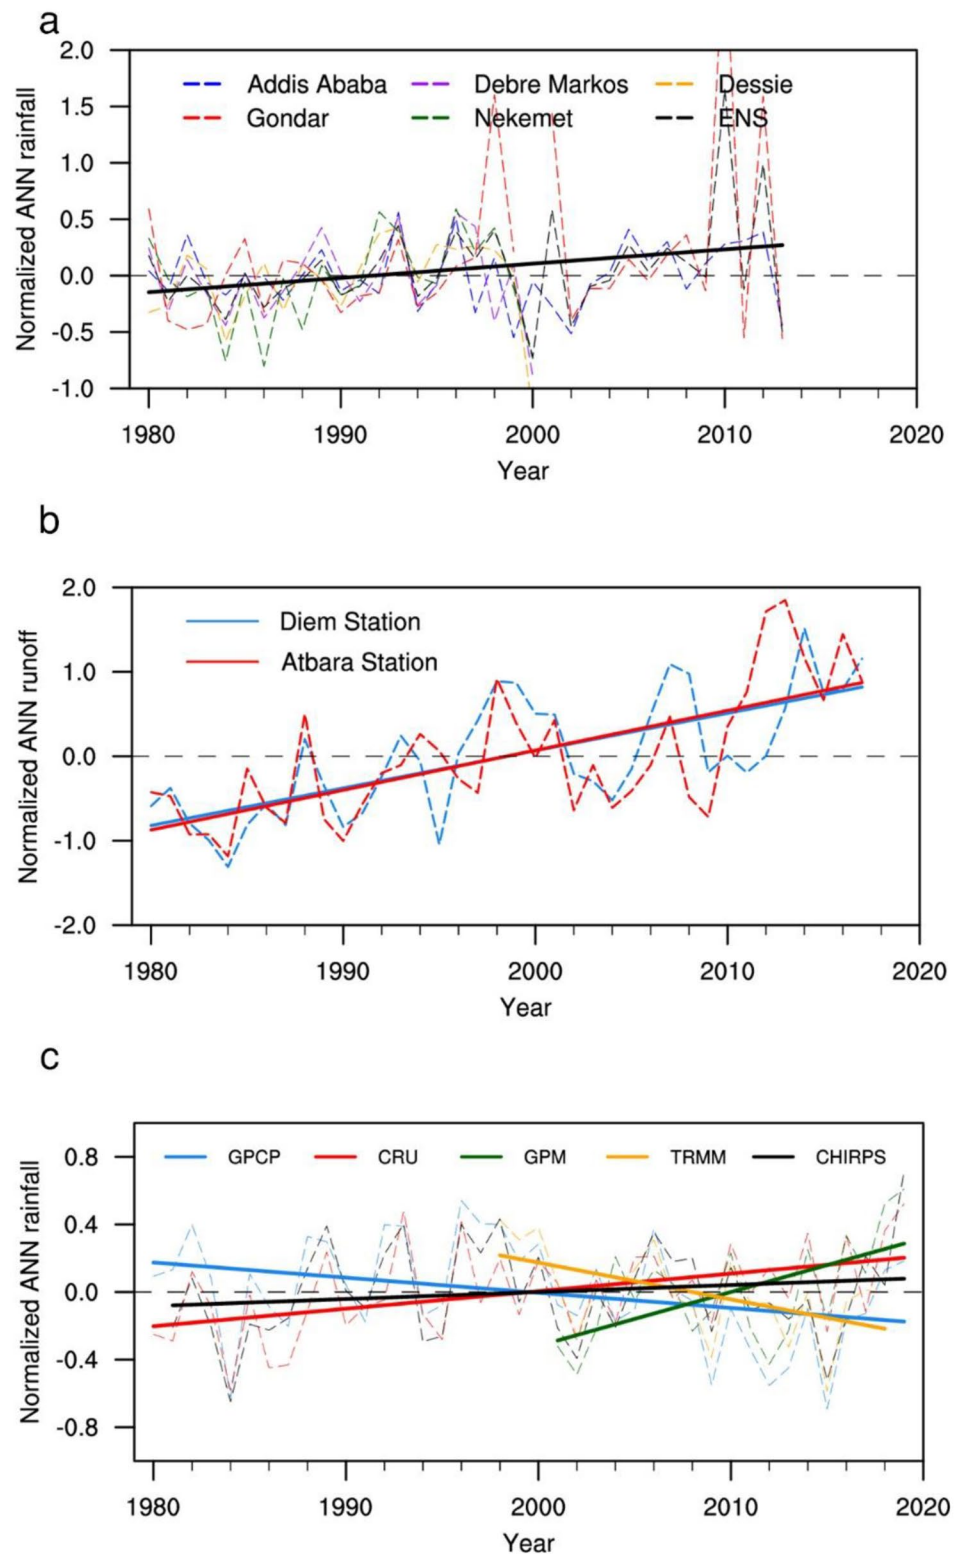 a
Normalized ANN rainfall
2.0
1.5
1.0
0.5
0.0
-0.5
-1.0
Addis Ababa Debre Markos Dessie
Gondar Nekemet ENS
1980 1990 2000 2010 2020
Year
b
Normalized ANN runoff
2.0
1.0
0.0
-1.0
-2.0
Diem Station
Atbara Station
1980 1990 2000 2010 2020
Year
c
Normalized ANN rainfall
0.8
0.4
0.0
-0.4
-0.8
GPCP CRU GPM TRMM CHIRPS
1980 1990 2000 2010 2020
Year